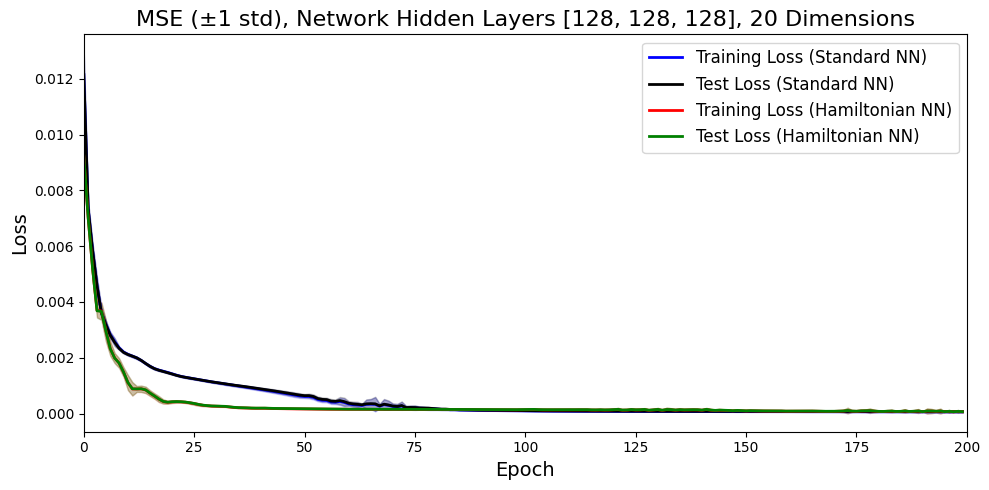 MSE (±1 std), Network Hidden Layers [128, 128, 128], 20 Dimensions
Training Loss (Standard NN)
Test Loss (Standard NN)
Training Loss (Hamiltonian NN)
Test Loss (Hamiltonian NN)
Loss
0.012
0.010
0.008
0.006
0.004
0.002
0.000
0 25 50 75 100 125 150 175 200
Epoch